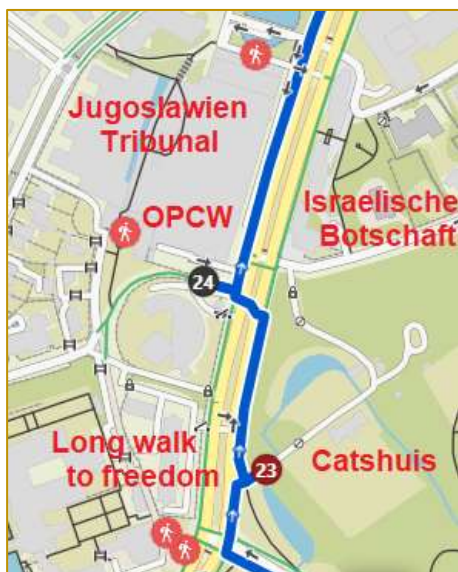 Jugoslawien
Tribunal
OPCW
Israelische
Botschaft
24
Long walk
to freedom
23
Catshuis